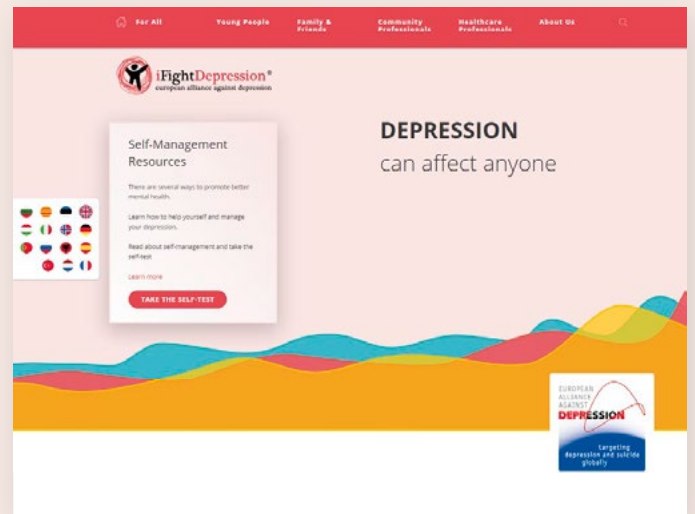 For All
Young People
Family &
Friends
Community
Professionals
Healthcare
Professionals
About Us
iFightDepression®
european alliance against depression
DEPRESSION
can affect anyone
Self-Management
Resources
There are several ways to promote better
mental health.
Learn how to help yourself and manage
your depression.
Read about self-management and take the
self-test
Learn more
TAKE THE SELF-TEST
EUROPEAN
ALLIANCE
AGAINST
DEPRESSION
targeting
depression and suicide
globally